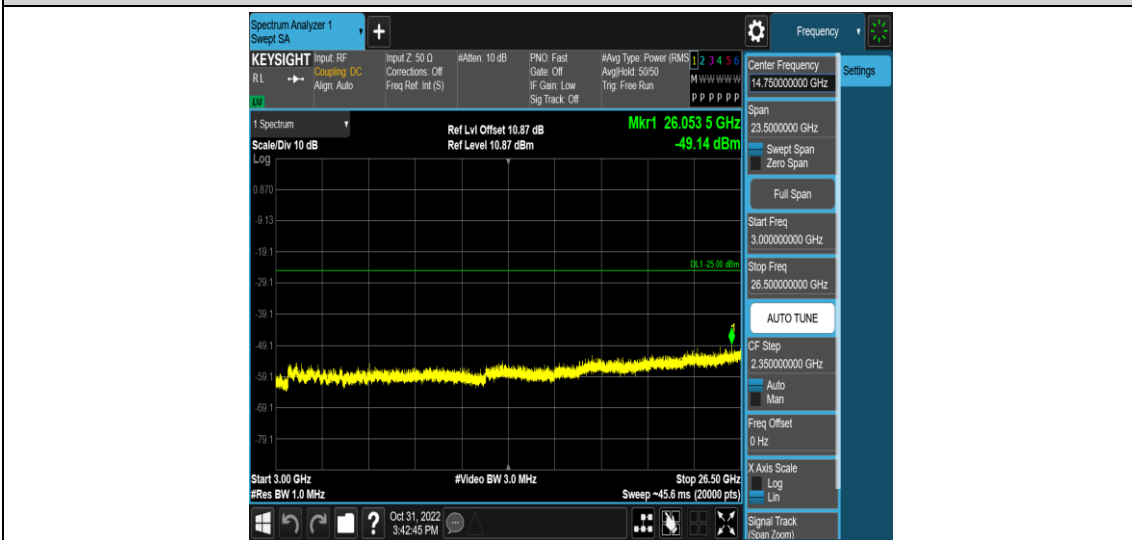 Spectrum Analyzer 1
Swept SA
+
Frequency
KEYSIGHT
RL
LXI
Input: RF
Coupling: DC
Align: Auto
Input Z: 50 Ω
Corrections: Off
Freq Ref: Int (S)
#Atten: 10 dB
PNO: Fast
Gate: Off
IF Gain: Low
Sig Track: Off
#Avg Type: Power (RMS
Avg|Hold: 50/50
Trig: Free Run
1 2 3 4 5 6
M W W W W W
P P P P P P
1 Spectrum
Scale/Div 10 dB
Log
Ref Lvl Offset 10.87 dB
Ref Level 10.87 dBm
Mkr1 26.053 5 GHz
-49.14 dBm
0.870
-9.13
-19.1
DL1 -25.00 dBm
-29.1
-39.1
1
-49.1
-59.1
-69.1
-79.1
Start 3.00 GHz
#Video BW 3.0 MHz
Stop 26.50 GHz
#Res BW 1.0 MHz
Sweep ~45.6 ms (20000 pts)
?
Oct 31, 2022
3:42:45 PM
Center Frequency
14.750000000 GHz
Settings
Span
23.5000000 GHz
Swept Span
Zero Span
Full Span
Start Freq
3.000000000 GHz
Stop Freq
26.500000000 GHz
AUTO TUNE
CF Step
2.350000000 GHz
Auto
Man
Freq Offset
0 Hz
X Axis Scale
Log
Lin
Signal Track
(Span Zoom)